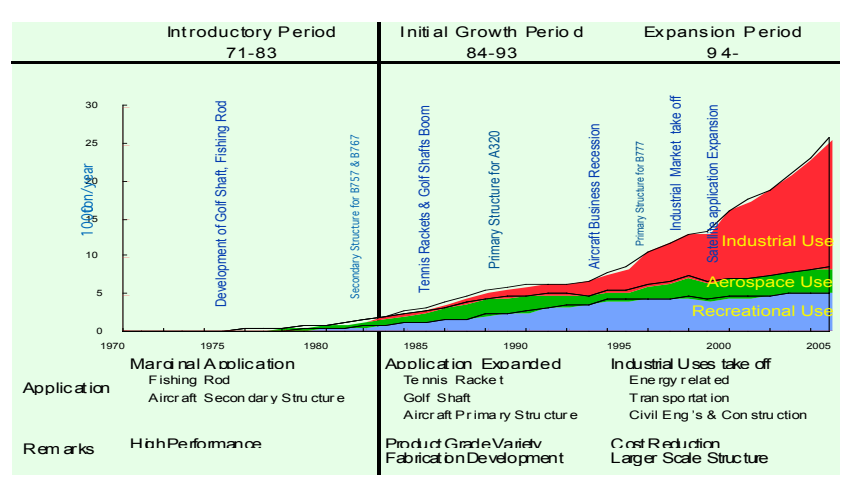 Introductory Period
71-83
Initial Growth Period
84-93
Expansion Period
94-
30
25
20
15
10
5
0
100ton/year
Development of Golf Shaft, Fishing Rod
Secondary Structure for B757 & B767
Tennis Rackets & Golf Shafts Boom
Primary Structure for A320
Aircraft Business Recession
Primary Structure for B777
Industrial Market take off
Satellite application Expansion
Industrial Use
Aerospace Use
Recreational Use
1970 1975 1980 1985 1990 1995 2000 2005
Application
Marginal Application
Fishing Rod
Aircraft Secondary Structure
Application Expanded
Tennis Racket
Golf Shaft
Aircraft Primary Structure
Industrial Uses take off
Energy related
Transportation
Civil Eng's & Construction
Remarks
High Performance
Product Grade Variety
Fabrication Development
Cost Reduction
Larger Scale Structure